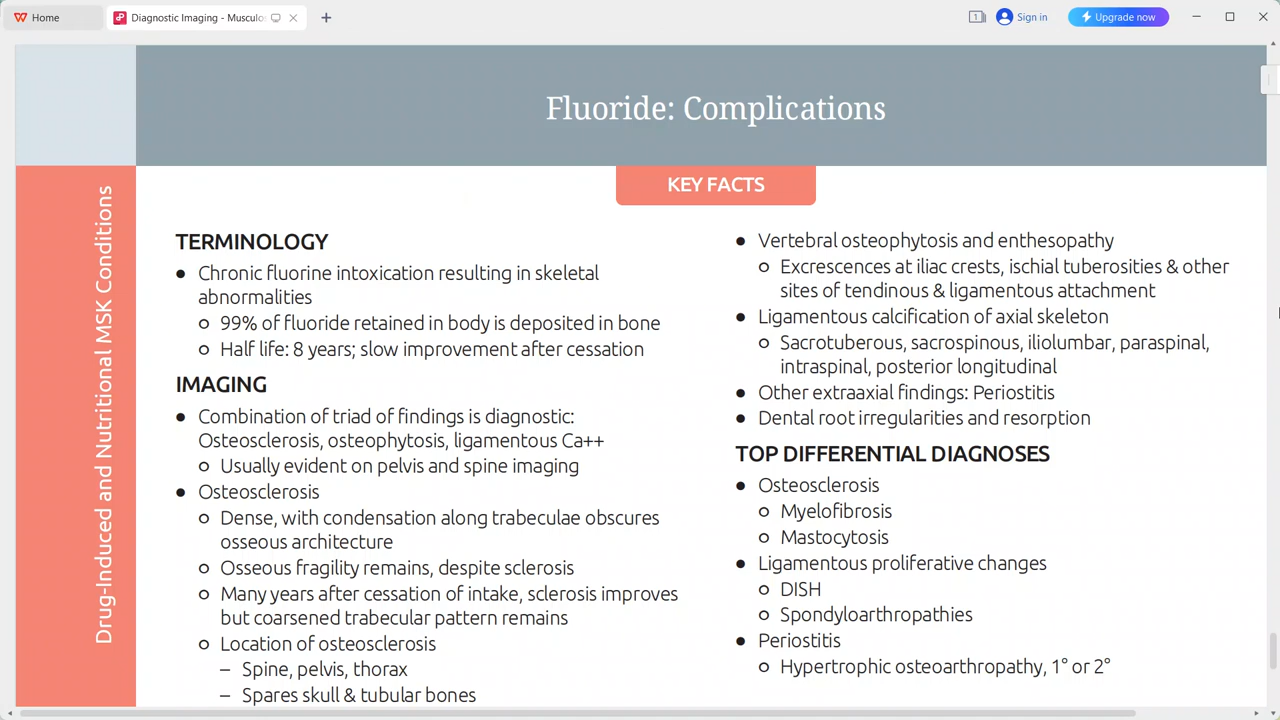 Home
Diagnostic Imaging - Musculos
1
Sign in
Upgrade now
Fluoride: Complications
KEY FACTS
Drug-Induced and Nutritional MSK Conditions
TERMINOLOGY
● Chronic fluorine intoxication resulting in skeletal
abnormalities
○ 99% of fluoride retained in body is deposited in bone
○ Half life: 8 years; slow improvement after cessation
IMAGING
● Combination of triad of findings is diagnostic:
Osteosclerosis, osteophytosis, ligamentous Ca++
○ Usually evident on pelvis and spine imaging
● Osteosclerosis
○ Dense, with condensation along trabeculae obscures
osseous architecture
○ Osseous fragility remains, despite sclerosis
○ Many years after cessation of intake, sclerosis improves
but coarsened trabecular pattern remains
○ Location of osteosclerosis
– Spine, pelvis, thorax
– Spares skull & tubular bones
● Vertebral osteophytosis and enthesopathy
○ Excrescences at iliac crests, ischial tuberosities & other
sites of tendinous & ligamentous attachment
● Ligamentous calcification of axial skeleton
○ Sacrotuberous, sacrospinous, iliolumbar, paraspinal,
intraspinal, posterior longitudinal
● Other extraaxial findings: Periostitis
● Dental root irregularities and resorption
TOP DIFFERENTIAL DIAGNOSES
● Osteosclerosis
○ Myelofibrosis
○ Mastocytosis
● Ligamentous proliferative changes
○ DISH
○ Spondyloarthropathies
● Periostitis
○ Hypertrophic osteoarthropathy, 1° or 2°